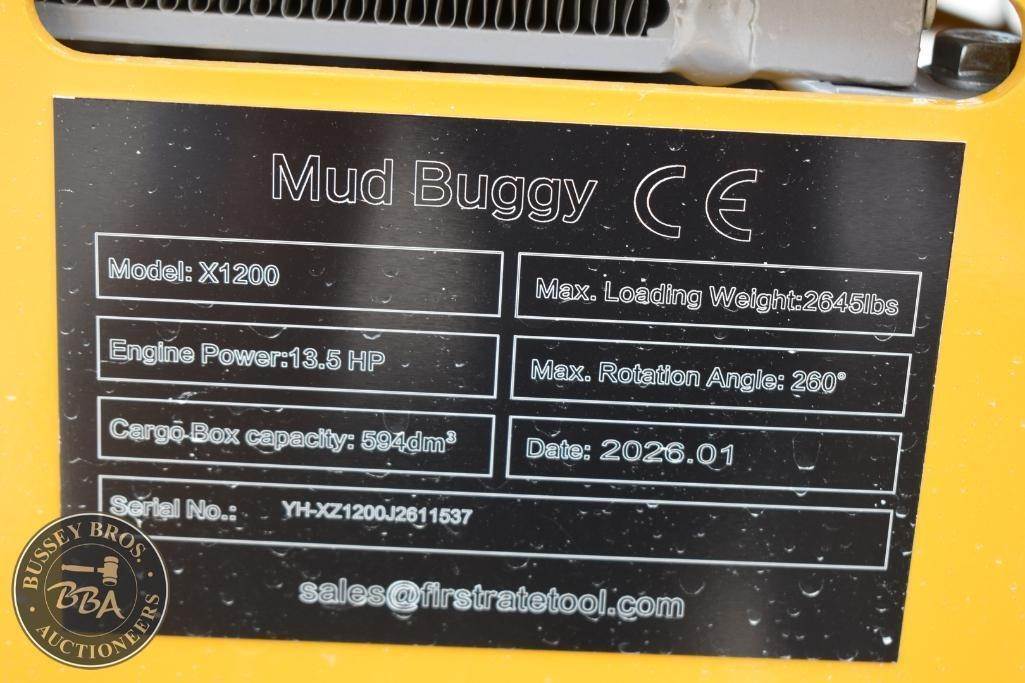 Mud Buggy CE
Model: X1200
Max. Loading Weight:2645lbs
Engine Power:13.5 HP
Max. Rotation Angle: 260°
Cargo Box capacity: 594dm³
Date: 2026.01
Serial No.: YH-XZ1200J2611537
sales@firstratetool.com
BUSSEY BROS.
BBA
AUCTIONEERS